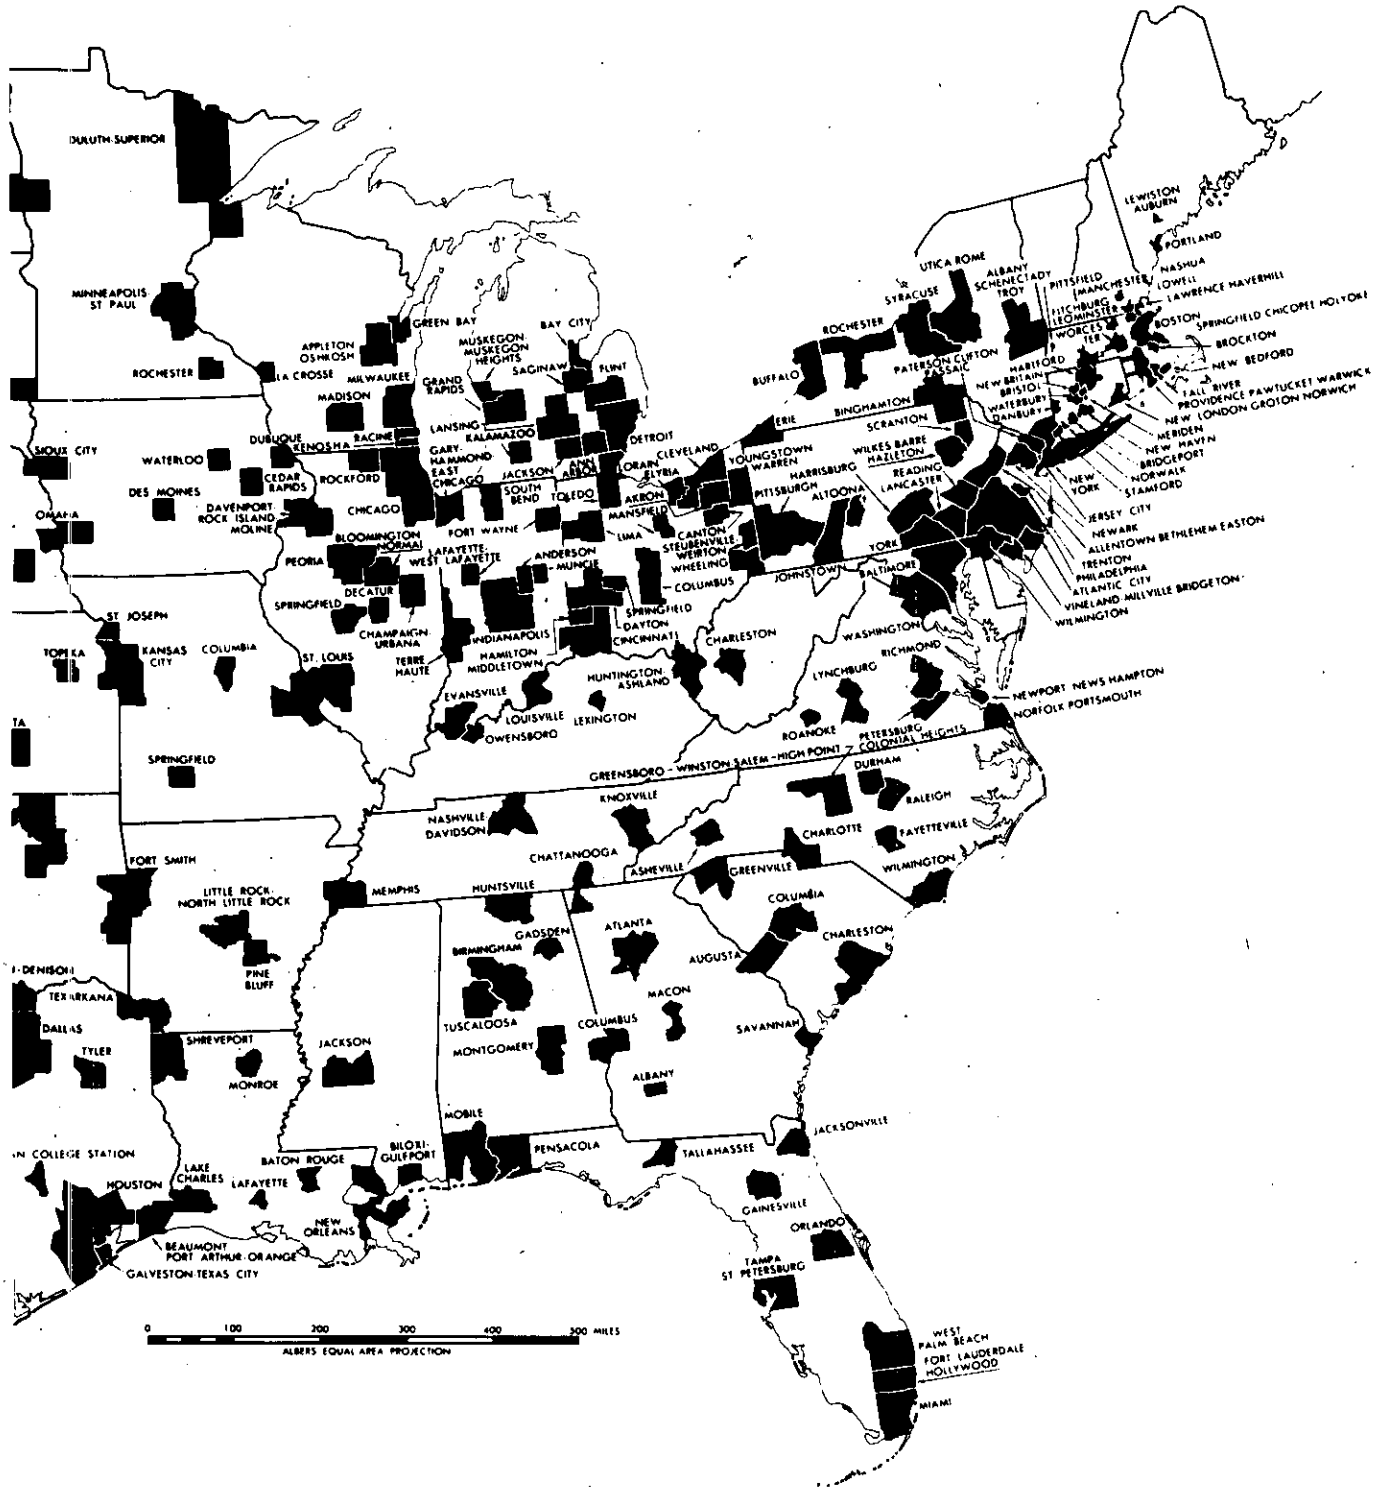 DULUTH-SUPERIOR
MINNEAPOLIS-
ST PAUL
ROCHESTER
LA CROSSE
GREEN BAY
APPLETON
OSHKOSH
MILWAUKEE
MADISON
RACINE
KENOSHA
DUBUQUE
SIOUX CITY
WATERLOO
CEDAR
RAPIDS
DES MOINES
DAVENPORT-
ROCK ISLAND-
MOLINE
OMAHA
ROCKFORD
CHICAGO
BLOOMINGTON
NORMAL
PEORIA
DECATUR
SPRINGFIELD
CHAMPAIGN-
URBANA
MUSKEGON-
MUSKEGON
HEIGHTS
BAY CITY
SAGINAW
FLINT
GRAND
RAPIDS
LANSING
KALAMAZOO
DETROIT
GARY-
HAMMOND
EAST
CHICAGO
JACKSON
ANN
ARBOR
SOUTH
BEND
TOLEDO
FORT WAYNE
LIMA
LAFAYETTE-
WEST LAFAYETTE
ANDERSON
MUNCIE
INDIANAPOLIS
TERRE
HAUTE
HAMILTON
MIDDLETOWN
CINCINNATI
SPRINGFIELD
DAYTON
COLUMBUS
LORAIN
ELYRIA
CLEVELAND
AKRON
MANSFIELD
CANTON
STEUBENVILLE
WEIRTON
WHEELING
YOUNGSTOWN
WARREN
ERIE
PITTSBURGH
ALTOONA
JOHNSTOWN
HARRISBURG
READING
LANCASTER
YORK
WILKES BARRE
HAZLETON
SCRANTON
BINGHAMTON
BUFFALO
ROCHESTER
SYRACUSE
UTICA ROME
ALBANY
SCHENECTADY
TROY
PATERSON CLIFTON
PASSAIC
LEWISTON
AUBURN
PORTLAND
NASHUA
LOWELL
LAWRENCE HAVERHILL
PITTSFIELD
MANCHESTER
FITCHBURG
LEOMINSTER
WORCES
TER
BOSTON
SPRINGFIELD CHICOPEE HOLYOKE
BROCKTON
NEW BEDFORD
FALL RIVER
PROVIDENCE PAWTUCKET WARWICK
NEW LONDON GROTON NORWICH
HARTFORD
NEW BRITAIN
BRISTOL
WATERBURY
DANBURY
MERIDEN
NEW HAVEN
BRIDGEPORT
NORWALK
STAMFORD
NEW
YORK
JERSEY CITY
NEWARK
ALLENTOWN BETHLEHEM EASTON
TRENTON
PHILADELPHIA
ATLANTIC CITY
VINELAND-MILLVILLE BRIDGETON
WILMINGTON
BALTIMORE
WASHINGTON
RICHMOND
LYNCHBURG
ROANOKE
PETERSBURG
COLONIAL HEIGHTS
NEWPORT NEWS HAMPTON
NORFOLK PORTSMOUTH
CHARLESTON
HUNTINGTON
ASHLAND
LEXINGTON
LOUISVILLE
EVANSVILLE
OWENSBORO
ST JOSEPH
TOPEKA
KANSAS
CITY
COLUMBIA
ST. LOUIS
SPRINGFIELD
TA
GREENSBORO - WINSTON SALEM - HIGH POINT
DURHAM
RALEIGH
FAYETTEVILLE
CHARLOTTE
WILMINGTON
ASHEVILLE
GREENVILLE
COLUMBIA
CHARLESTON
KNOXVILLE
NASHVILLE
DAVIDSON
CHATTANOOGA
MEMPHIS
FORT SMITH
LITTLE ROCK-
NORTH LITTLE ROCK
PINE
BLUFF
HUNTSVILLE
GADSDEN
BIRMINGHAM
TUSCALOOSA
MONTGOMERY
ATLANTA
AUGUSTA
MACON
COLUMBUS
SAVANNAH
ALBANY
-DENISON
TEXARKANA
DALLAS
TYLER
SHREVEPORT
MONROE
JACKSON
MOBILE
BILOXI-
GULFPORT
PENSACOLA
TALLAHASSEE
JACKSONVILLE
AN COLLEGE STATION
HOUSTON
LAKE
CHARLES
LAFAYETTE
BATON ROUGE
NEW
ORLEANS
BEAUMONT
PORT ARTHUR-ORANGE
GALVESTON-TEXAS CITY
GAINESVILLE
ORLANDO
TAMPA
ST PETERSBURG
WEST
PALM BEACH
FORT LAUDERDALE
HOLLYWOOD
MIAMI
0 100 200 300 400 500 MILES
ALBERS EQUAL AREA PROJECTION